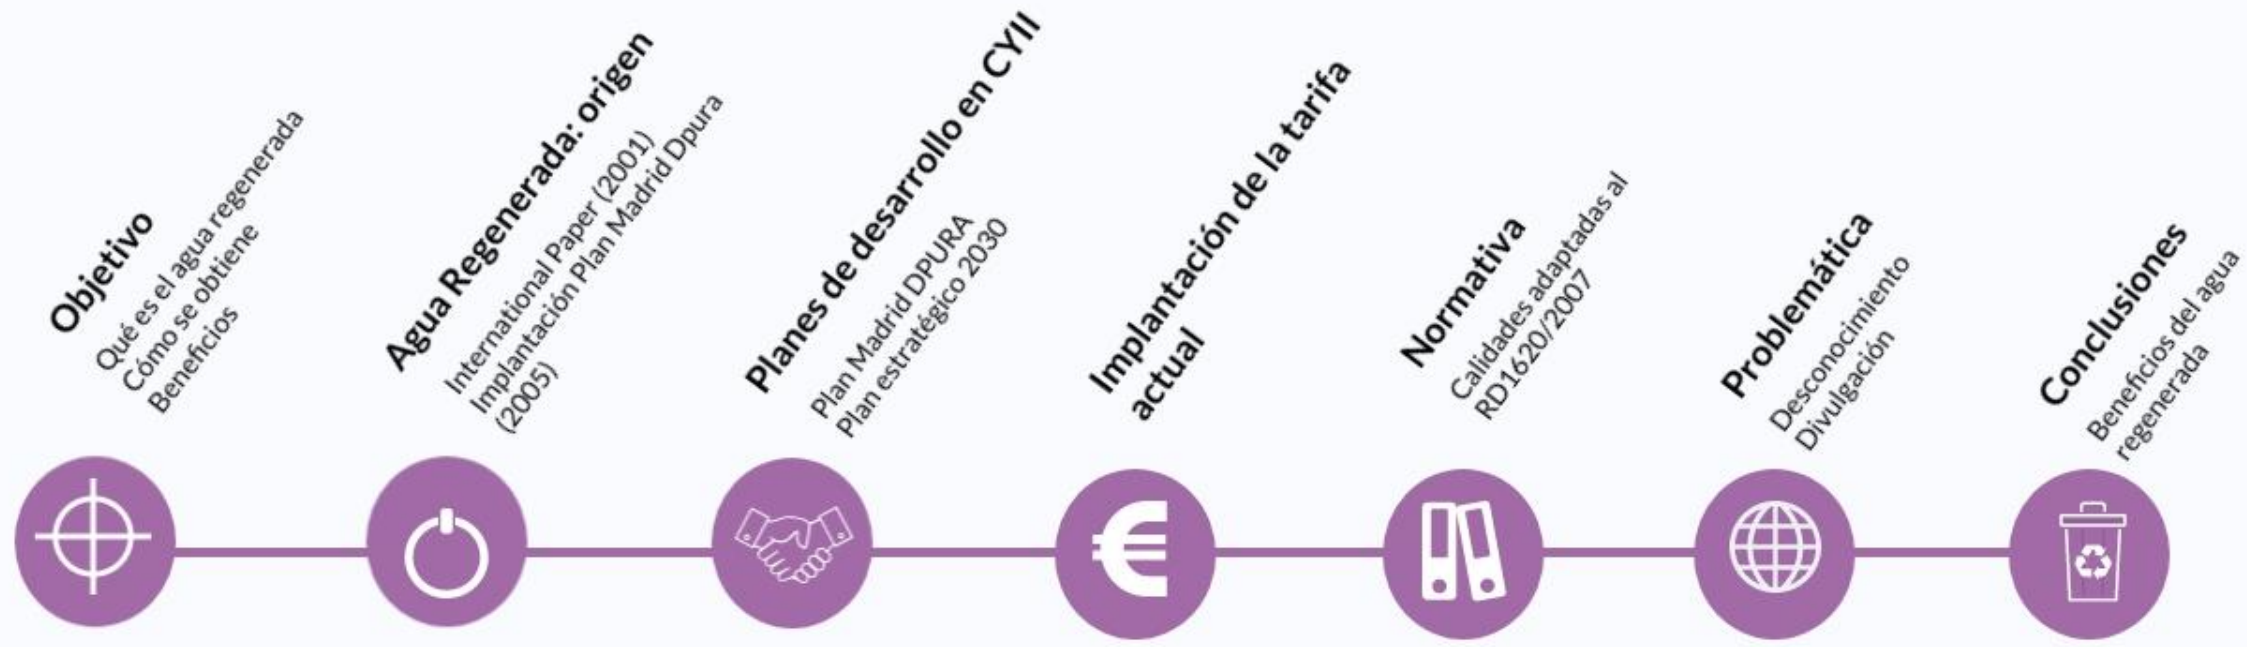 Objetivo
Qué es el agua regenerada
Cómo se obtiene
Beneficios
Agua Regenerada: origen
International Paper (2001)
Implantación Plan Madrid Dpura
(2005)
Planes de desarrollo en CYII
Plan Madrid DPURA
Plan estratégico 2030
Implantación de la tarifa
actual
Normativa
Calidades adaptadas al
RD1620/2007
Problemática
Desconocimiento
Divulgación
Conclusiones
Beneficios del agua
regenerada